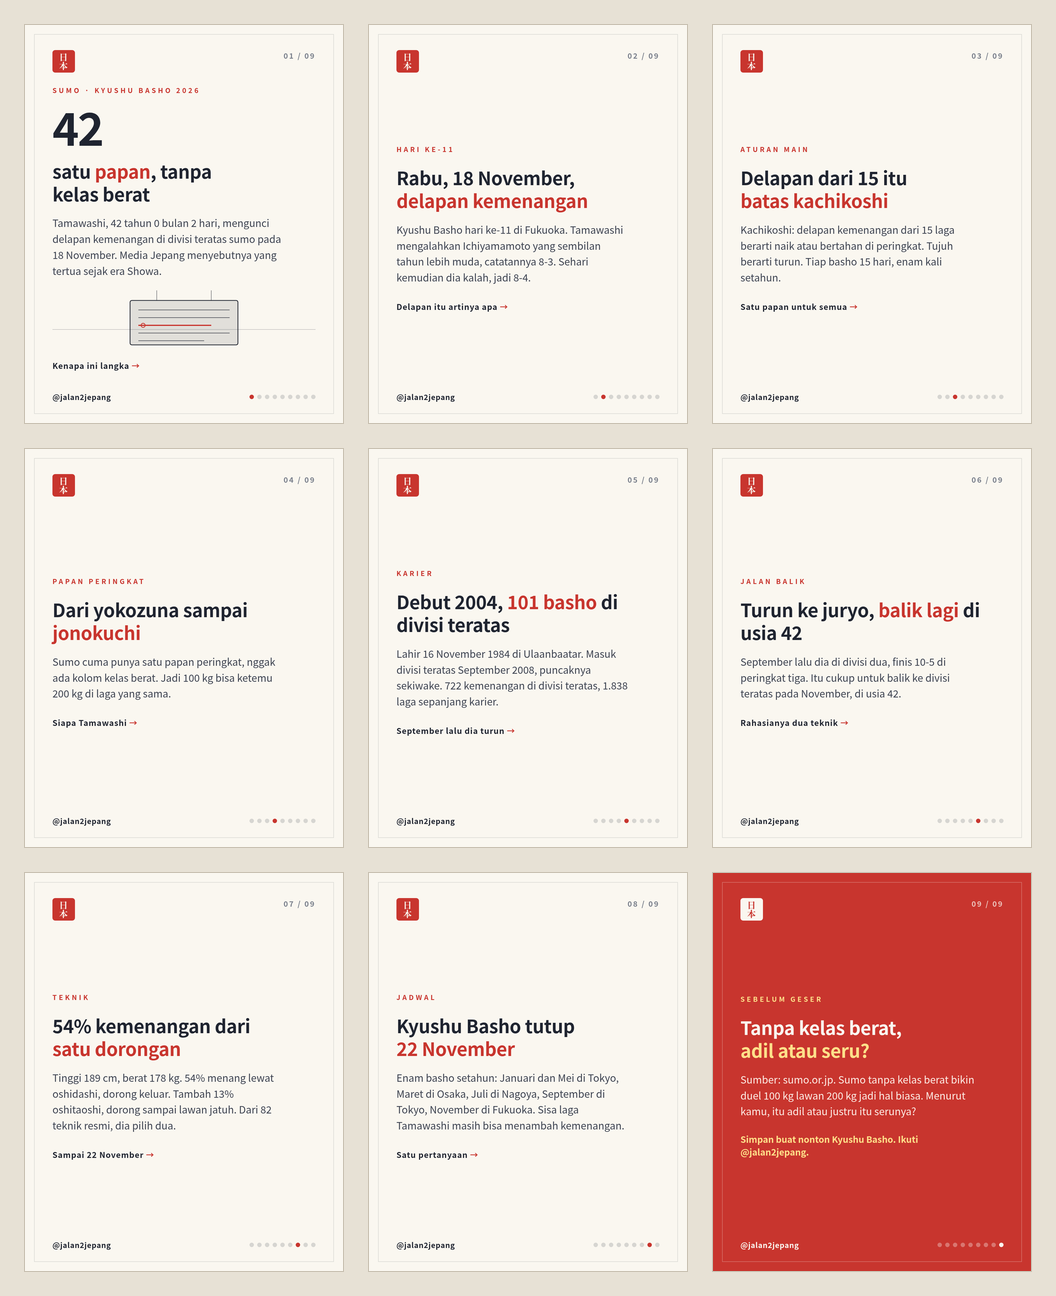 日本
01 / 09
SUMO · KYUSHU BASHO 2026
42
satu papan, tanpa
kelas berat
Tamawashi, 42 tahun 0 bulan 2 hari, mengunci
delapan kemenangan di divisi teratas sumo pada
18 November. Media Jepang menyebutnya yang
tertua sejak era Showa.
Kenapa ini langka →
@jalan2jepang
日本
02 / 09
HARI KE-11
Rabu, 18 November,
delapan kemenangan
Kyushu Basho hari ke-11 di Fukuoka. Tamawashi
mengalahkan Ichiyamamoto yang sembilan
tahun lebih muda, catatannya 8-3. Sehari
kemudian dia kalah, jadi 8-4.
Delapan itu artinya apa →
@jalan2jepang
日本
03 / 09
ATURAN MAIN
Delapan dari 15 itu
batas kachikoshi
Kachikoshi: delapan kemenangan dari 15 laga
berarti naik atau bertahan di peringkat. Tujuh
berarti turun. Tiap basho 15 hari, enam kali
setahun.
Satu papan untuk semua →
@jalan2jepang
日本
04 / 09
PAPAN PERINGKAT
Dari yokozuna sampai
jonokuchi
Sumo cuma punya satu papan peringkat, nggak
ada kolom kelas berat. Jadi 100 kg bisa ketemu
200 kg di laga yang sama.
Siapa Tamawashi →
@jalan2jepang
日本
05 / 09
KARIER
Debut 2004, 101 basho di
divisi teratas
Lahir 16 November 1984 di Ulaanbaatar. Masuk
divisi teratas September 2008, puncaknya
sekiwake. 722 kemenangan di divisi teratas, 1.838
laga sepanjang karier.
September lalu dia turun →
@jalan2jepang
日本
06 / 09
JALAN BALIK
Turun ke juryo, balik lagi di
usia 42
September lalu dia di divisi dua, finis 10-5 di
peringkat tiga. Itu cukup untuk balik ke divisi
teratas pada November, di usia 42.
Rahasianya dua teknik →
@jalan2jepang
日本
07 / 09
TEKNIK
54% kemenangan dari
satu dorongan
Tinggi 189 cm, berat 178 kg. 54% menang lewat
oshidashi, dorong keluar. Tambah 13%
oshitaoshi, dorong sampai lawan jatuh. Dari 82
teknik resmi, dia pilih dua.
Sampai 22 November →
@jalan2jepang
日本
08 / 09
JADWAL
Kyushu Basho tutup
22 November
Enam basho setahun: Januari dan Mei di Tokyo,
Maret di Osaka, Juli di Nagoya, September di
Tokyo, November di Fukuoka. Sisa laga
Tamawashi masih bisa menambah kemenangan.
Satu pertanyaan →
@jalan2jepang
日本
09 / 09
SEBELUM GESER
Tanpa kelas berat,
adil atau seru?
Sumber: sumo.or.jp. Sumo tanpa kelas berat bikin
duel 100 kg lawan 200 kg jadi hal biasa. Menurut
kamu, itu adil atau justru itu serunya?
Simpan buat nonton Kyushu Basho. Ikuti
@jalan2jepang.
@jalan2jepang